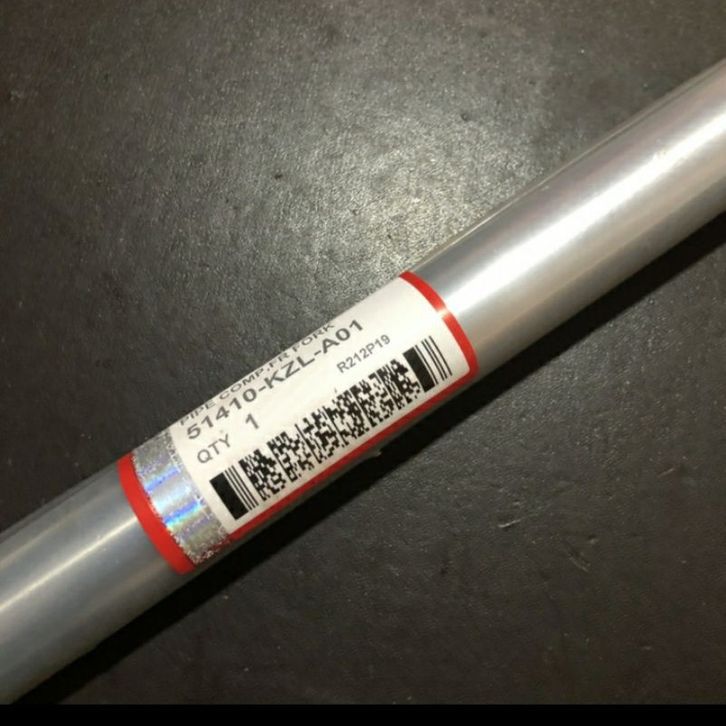 PIPE COMP,FR FORK
51410-KZL-A01
R212P19
QTY 1